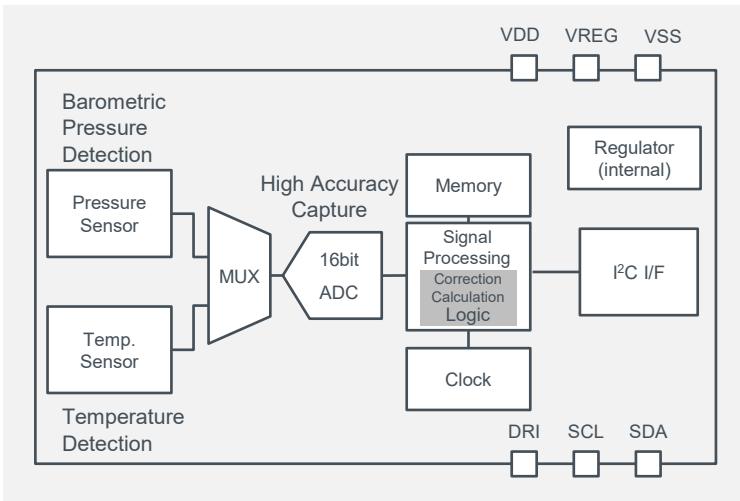 VDD VREG VSS
Barometric
Pressure
Detection
Pressure
Sensor
High Accuracy
Capture
Memory
Regulator
(internal)
MUX
16bit
ADC
Signal
Processing
Correction
Calculation
Logic
I²C I/F
Temp.
Sensor
Clock
Temperature
Detection
DRI SCL SDA